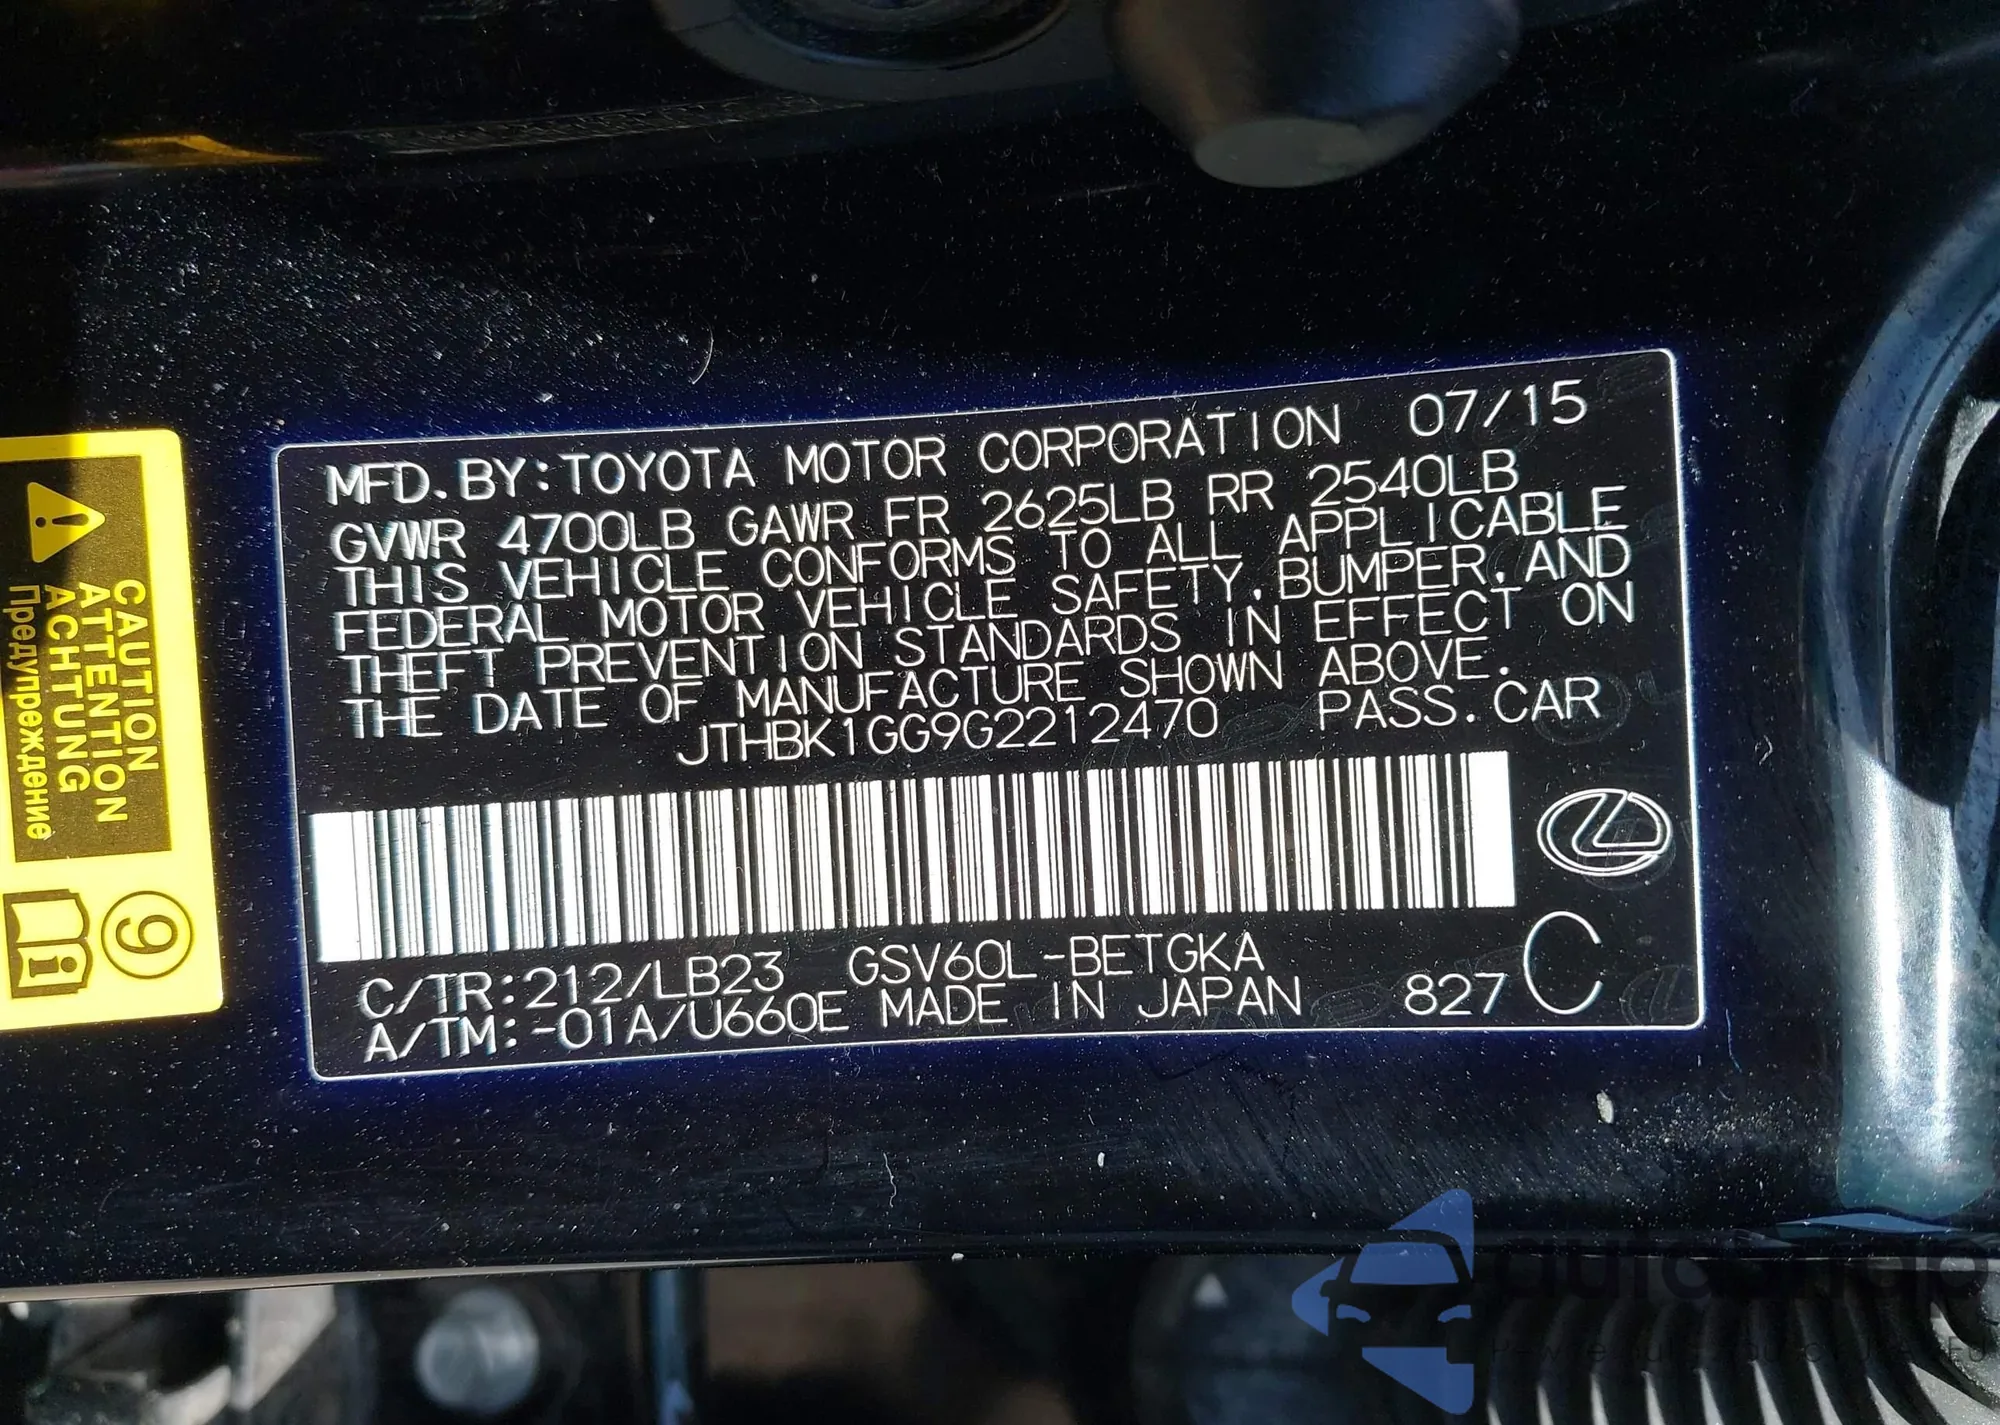 MFD. BY: TOYOTA MOTOR CORPORATION 07/15
GVWR 4700LB GAWR FR 2625LB RR 2540LB
THIS VEHICLE CONFORMS TO ALL APPLICABLE
FEDERAL MOTOR VEHICLE SAFETY, BUMPER, AND
THEFT PREVENTION STANDARDS IN EFFECT ON
THE DATE OF MANUFACTURE SHOWN ABOVE.
JTHBK1GG9G2212470 PASS. CAR
C/TR: 212/LB23 GSV60L-BETGKA
A/TM: -01A/U660E MADE IN JAPAN 827 C
CAUTION
ATTENTION
ACHTUNG
Предупреждение
9
autobingo